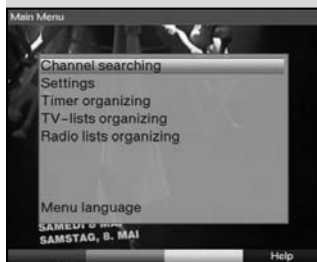 Main Menu
Channel searching
Settings
Timer organizing
TV-lists organizing
Radio lists organizing
Menu language
SAMEDI 8 MAI
SAMSTAG, 8. MAI
Help